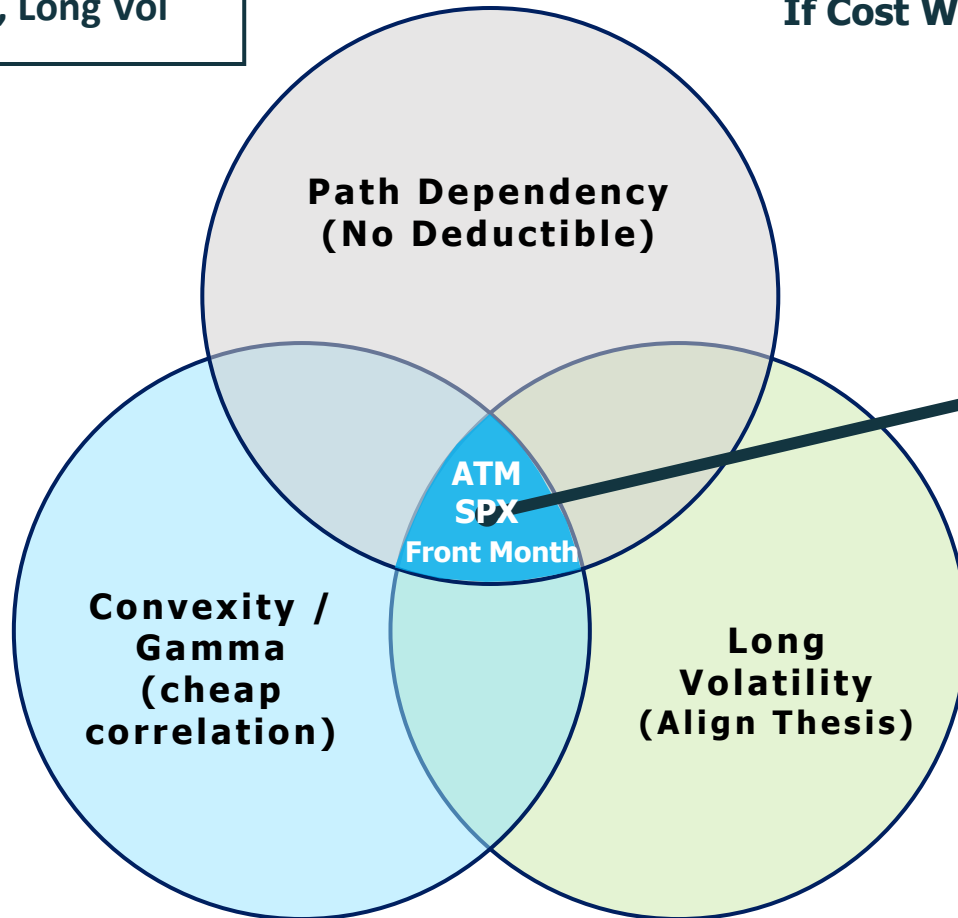 , Long Vol
If Cost W
Path Dependency
(No Deductible)
ATM
SPX
Front Month
Convexity /
Gamma
(cheap
correlation)
Long
Volatility
(Align Thesis)